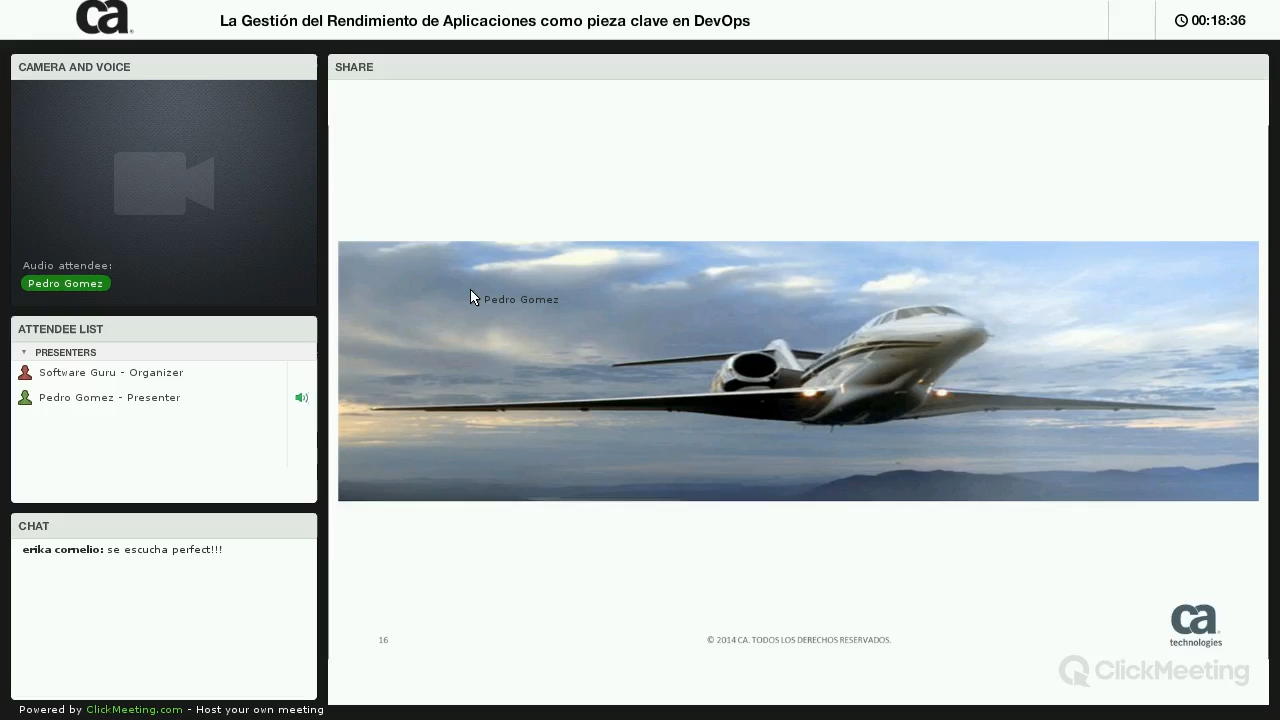 ca
La Gestión del Rendimiento de Aplicaciones como pieza clave en DevOps
00:18:36
CAMERA AND VOICE
Audio attendee:
Pedro Gomez
ATTENDEE LIST
PRESENTERS
Software Guru - Organizer
Pedro Gomez - Presenter
CHAT
erika cornelio: se escucha perfect!!!
Powered by ClickMeeting.com - Host your own meeting
SHARE
Pedro Gomez
16
© 2014 CA. TODOS LOS DERECHOS RESERVADOS.
ca
technologies
ClickMeeting